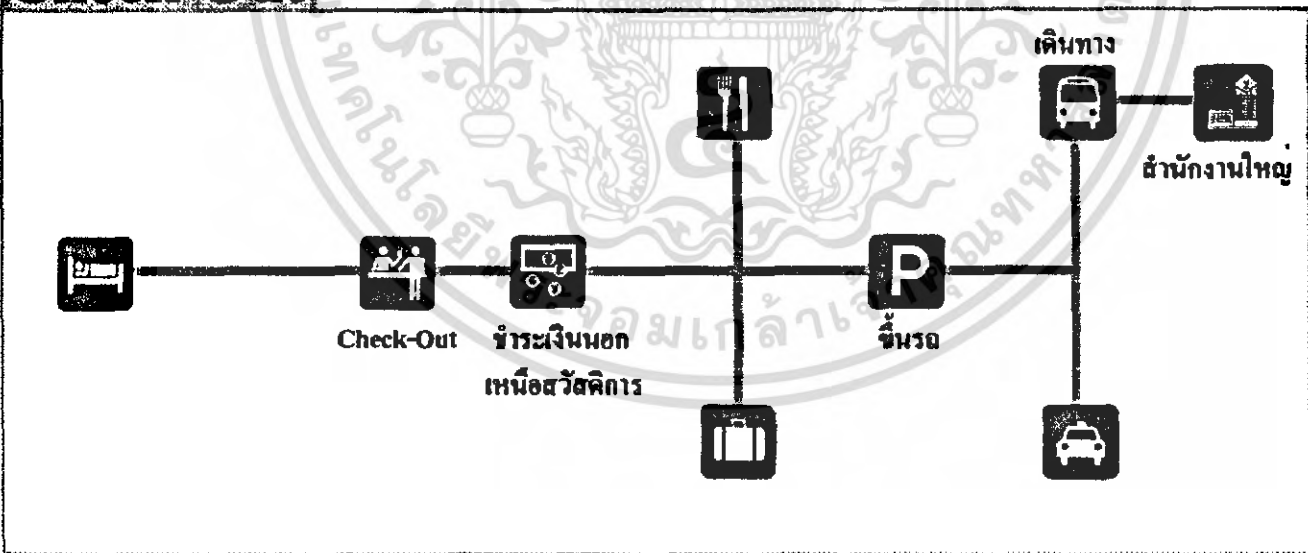 เดินทาง
สำนักงานใหญ่
Check-Out
ชำระเงินนอก
เหนือสวัสดิการ
P
ขึ้นรถ